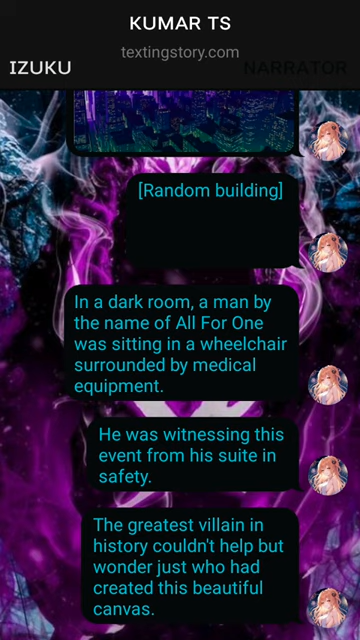 KUMAR TS
textingstory.com
IZUKU
NARRATOR
[Random building]
In a dark room, a man by
the name of All For One
was sitting in a wheelchair
surrounded by medical
equipment.
He was witnessing this
event from his suite in
safety.
The greatest villain in
history couldn't help but
wonder just who had
created this beautiful
canvas.